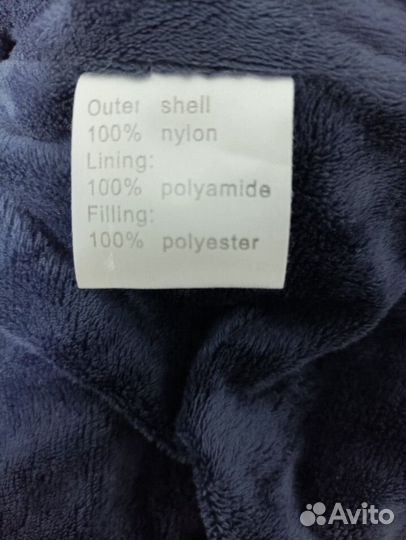 Outer shell
100% nylon
Lining:
100% polyamide
Filling:
100% polyester
Avito